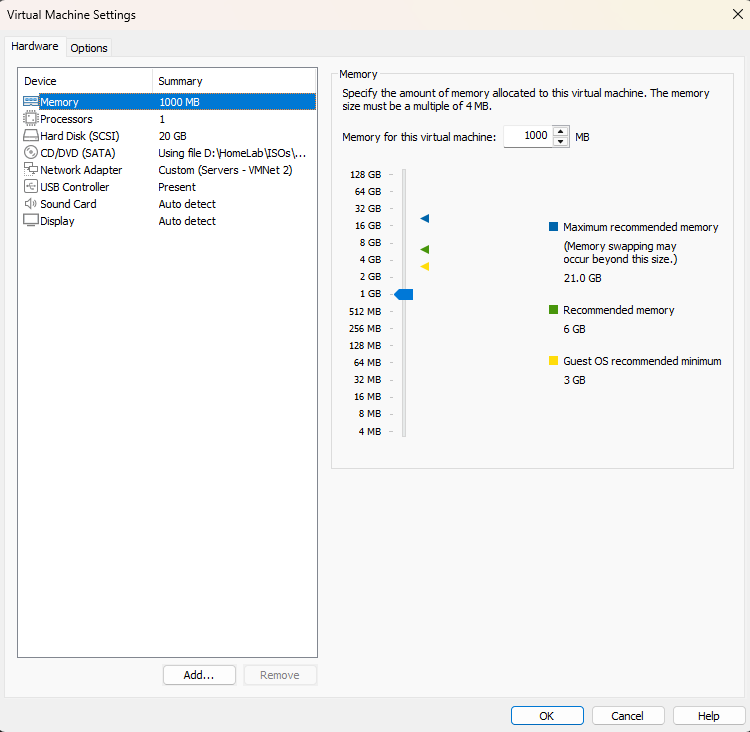 Virtual Machine Settings
Hardware Options
Device Summary
Memory 1000 MB
Processors 1
Hard Disk (SCSI) 20 GB
CD/DVD (SATA) Using file D:\HomeLab\ISOs\...
Network Adapter Custom (Servers - VMNet 2)
USB Controller Present
Sound Card Auto detect
Display Auto detect
Add...
Remove
Memory
Specify the amount of memory allocated to this virtual machine. The memory
size must be a multiple of 4 MB.
Memory for this virtual machine: 1000 MB
128 GB
64 GB
32 GB
16 GB
8 GB
4 GB
2 GB
1 GB
512 MB
256 MB
128 MB
64 MB
32 MB
16 MB
8 MB
4 MB
Maximum recommended memory
(Memory swapping may
occur beyond this size.)
21.0 GB
Recommended memory
6 GB
Guest OS recommended minimum
3 GB
OK
Cancel
Help